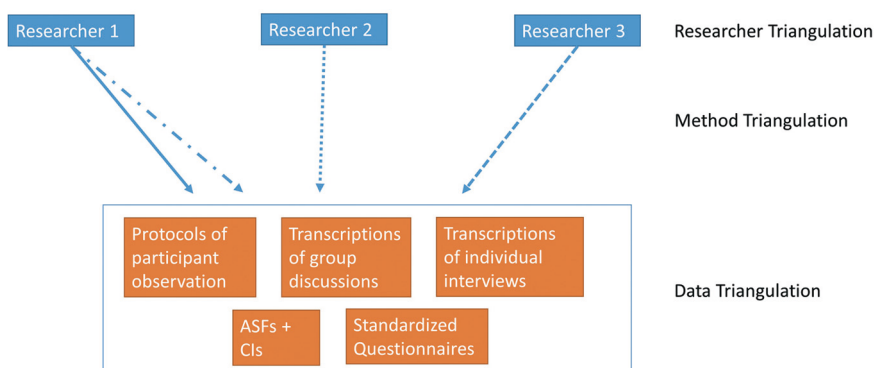 Researcher 1
Researcher 2
Researcher 3
Researcher Triangulation
Method Triangulation
Protocols of
participant
observation
Transcriptions
of group
discussions
Transcriptions
of individual
interviews
Data Triangulation
ASFs +
CIs
Standardized
Questionnaires